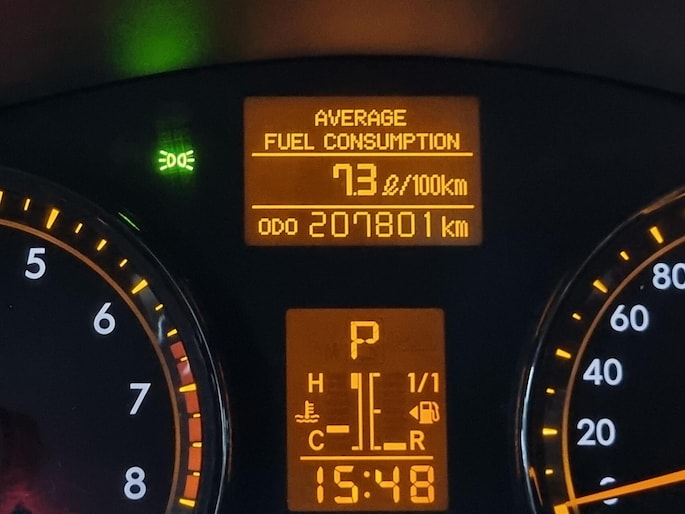 AVERAGE
FUEL CONSUMPTION
7.3 ℓ/100km
ODO 207801 km
5
6
7
8
P
H 1/1
C R
15:48
80
60
40
20
0